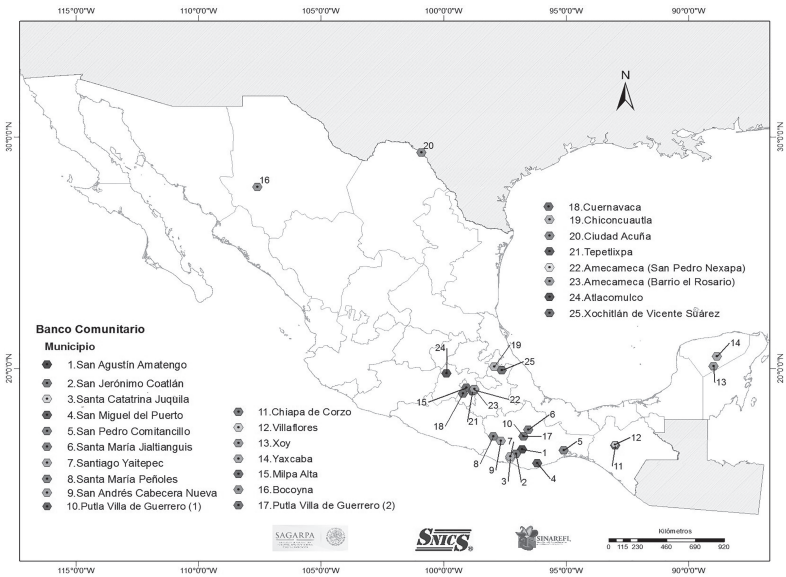 115°0'0"W 110°0'0"W 105°0'0"W 100°0'0"W 95°0'0"W 90°0'0"W
N
30°0'0"N 30°0'0"N
20
16
18.Cuernavaca
19.Chiconcuautla
20.Ciudad Acuña
21.Tepetlixpa
22.Amecameca (San Pedro Nexapa)
23.Amecameca (Barrio el Rosario)
24.Atlacomulco
25.Xochitlán de Vicente Suárez
20°0'0"N 20°0'0"N
24 19 25 14 13
15 18 21 23 22
10 6 17 7 5 12
8 9 1 11
3 15 2 4
Banco Comunitario
Municipio
1.San Agustín Amatengo
2.San Jerónimo Coatlán
3.Santa Catatrina Juquila
4.San Miguel del Puerto
5.San Pedro Comitancillo
6.Santa María Jialtianguis
7.Santiago Yaitepec
8.Santa María Peñoles
9.San Andrés Cabecera Nueva
10.Putla Villa de Guerrero (1)
11.Chiapa de Corzo
12.Villaflores
13.Xoy
14.Yaxcaba
15.Milpa Alta
16.Bocoyna
17.Putla Villa de Guerrero (2)
SAGARPA
SNICS
SINAREFI
Kilómetros
0 115 230 460 690 920
115°0'0"W 110°0'0"W 105°0'0"W 100°0'0"W 95°0'0"W 90°0'0"W